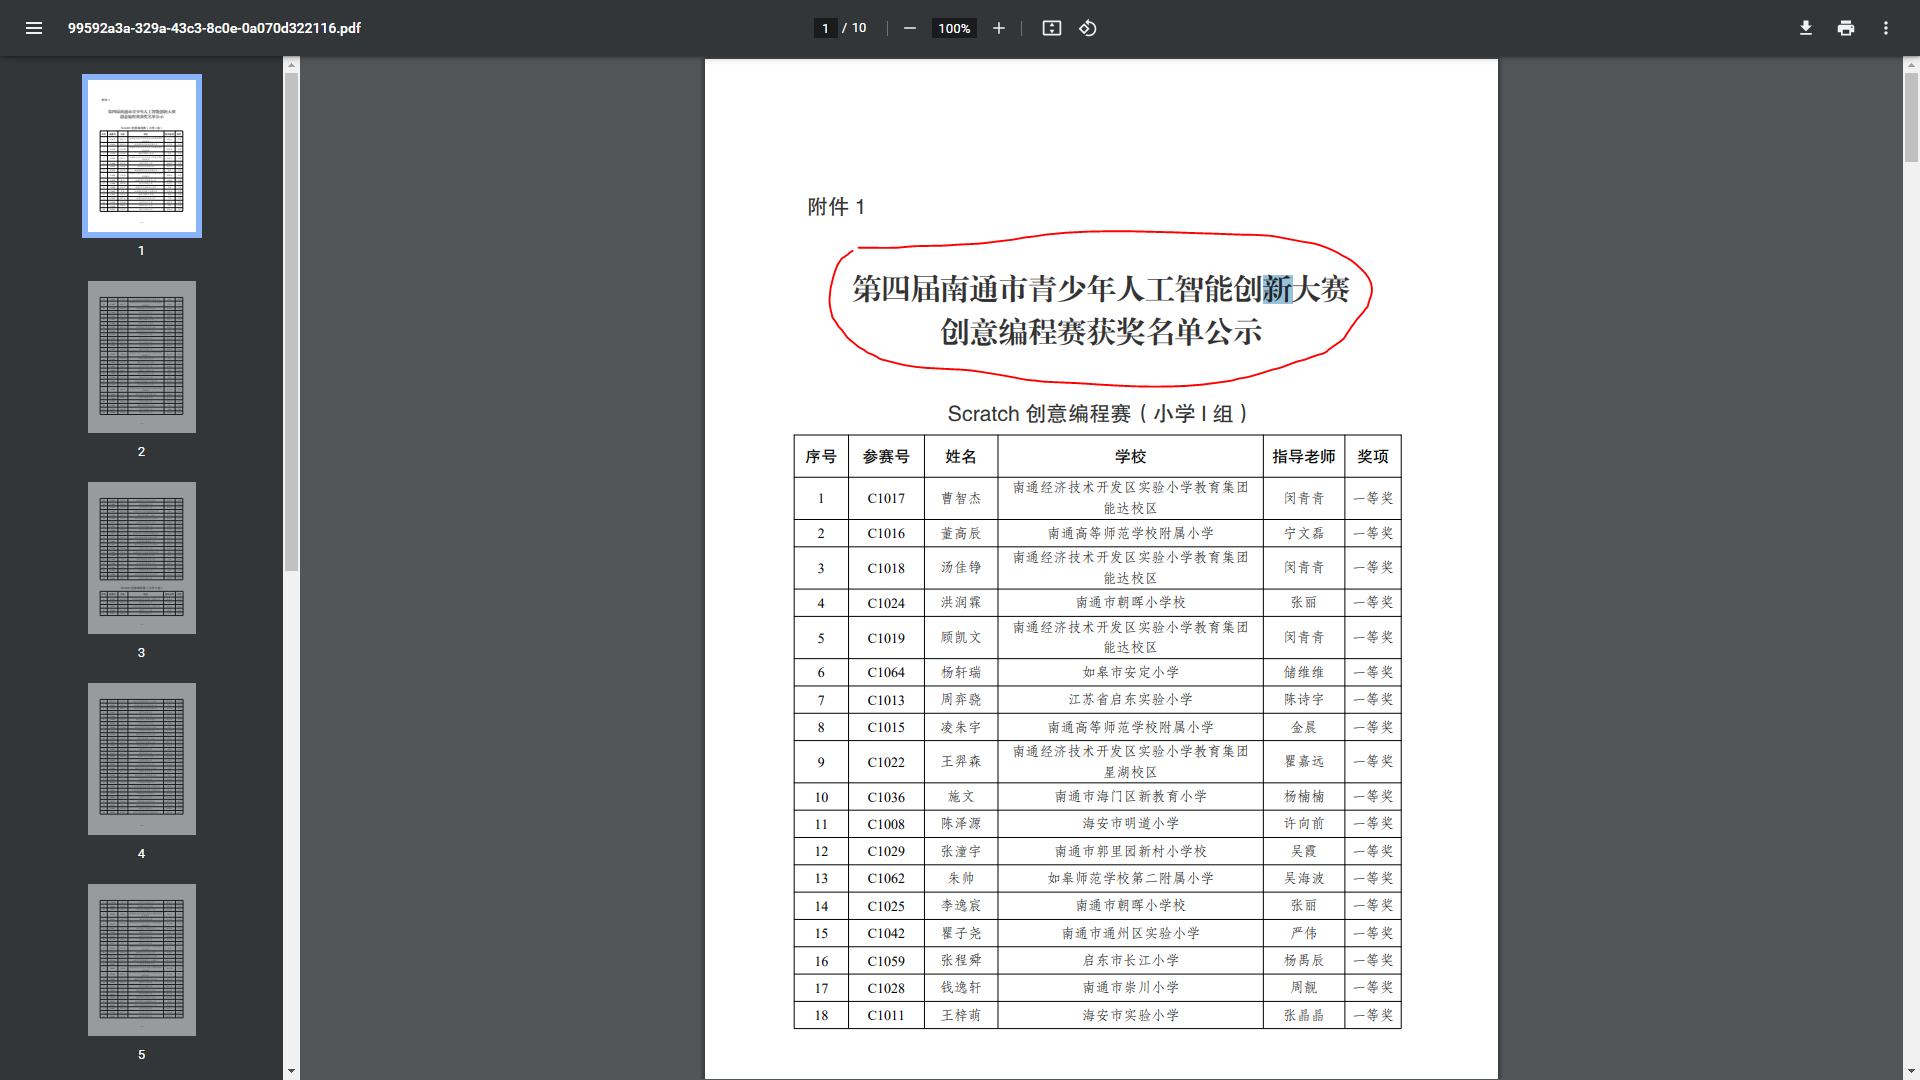 99592a3a-329a-43c3-8c0e-0a070d322116.pdf
1 / 10
100%
1
2
3
4
5
附件 1
第四届南通市青少年人工智能创新大赛
创意编程赛获奖名单公示
Scratch 创意编程赛（小学 I 组）
序号 参赛号 姓名 学校 指导老师 奖项
1 C1017 曹智杰 南通经济技术开发区实验小学教育集团
能达校区 闵青青 一等奖
2 C1016 董高辰 南通高等师范学校附属小学 宁文磊 一等奖
3 C1018 汤佳铮 南通经济技术开发区实验小学教育集团
能达校区 闵青青 一等奖
4 C1024 洪润霖 南通市朝晖小学校 张丽 一等奖
5 C1019 顾凯文 南通经济技术开发区实验小学教育集团
能达校区 闵青青 一等奖
6 C1064 杨轩瑞 如皋市安定小学 储维维 一等奖
7 C1013 周弈骁 江苏省启东实验小学 陈诗宇 一等奖
8 C1015 凌朱宇 南通高等师范学校附属小学 金晨 一等奖
9 C1022 王羿森 南通经济技术开发区实验小学教育集团
星湖校区 瞿嘉远 一等奖
10 C1036 施文 南通市海门区新教育小学 杨楠楠 一等奖
11 C1008 陈泽源 海安市明道小学 许向前 一等奖
12 C1029 张潼宇 南通市郭里园新村小学校 吴霞 一等奖
13 C1062 朱帅 如皋师范学校第二附属小学 吴海波 一等奖
14 C1025 李逸宸 南通市朝晖小学校 张丽 一等奖
15 C1042 瞿子尧 南通市通州区实验小学 严伟 一等奖
16 C1059 张程舜 启东市长江小学 杨禹辰 一等奖
17 C1028 钱逸轩 南通市崇川小学 周靓 一等奖
18 C1011 王梓萌 海安市实验小学 张晶晶 一等奖